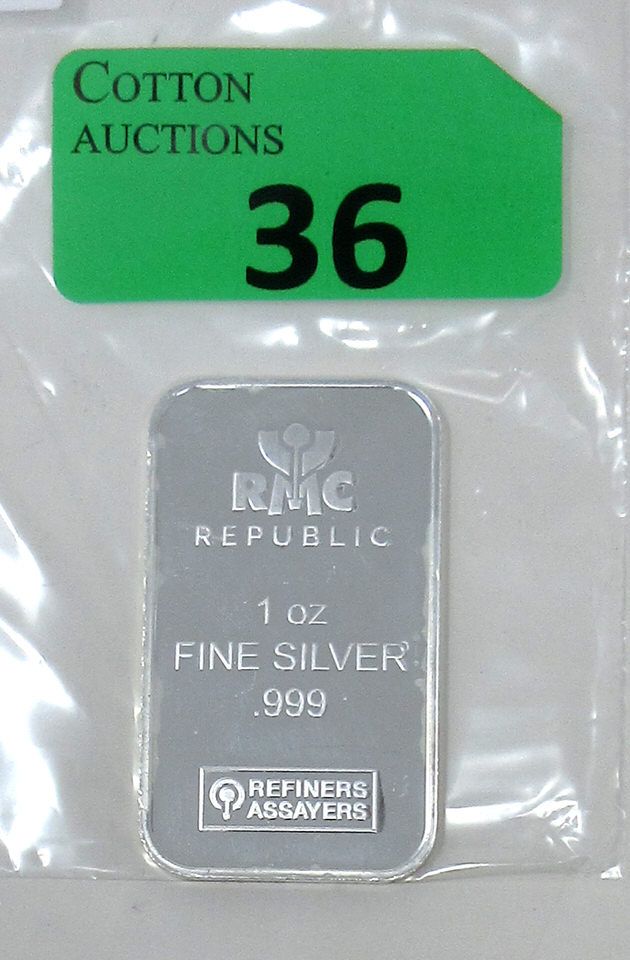 COTTON
AUCTIONS
36
RMC
REPUBLIC
1 oz
FINE SILVER
.999
REFINERS
ASSAYERS